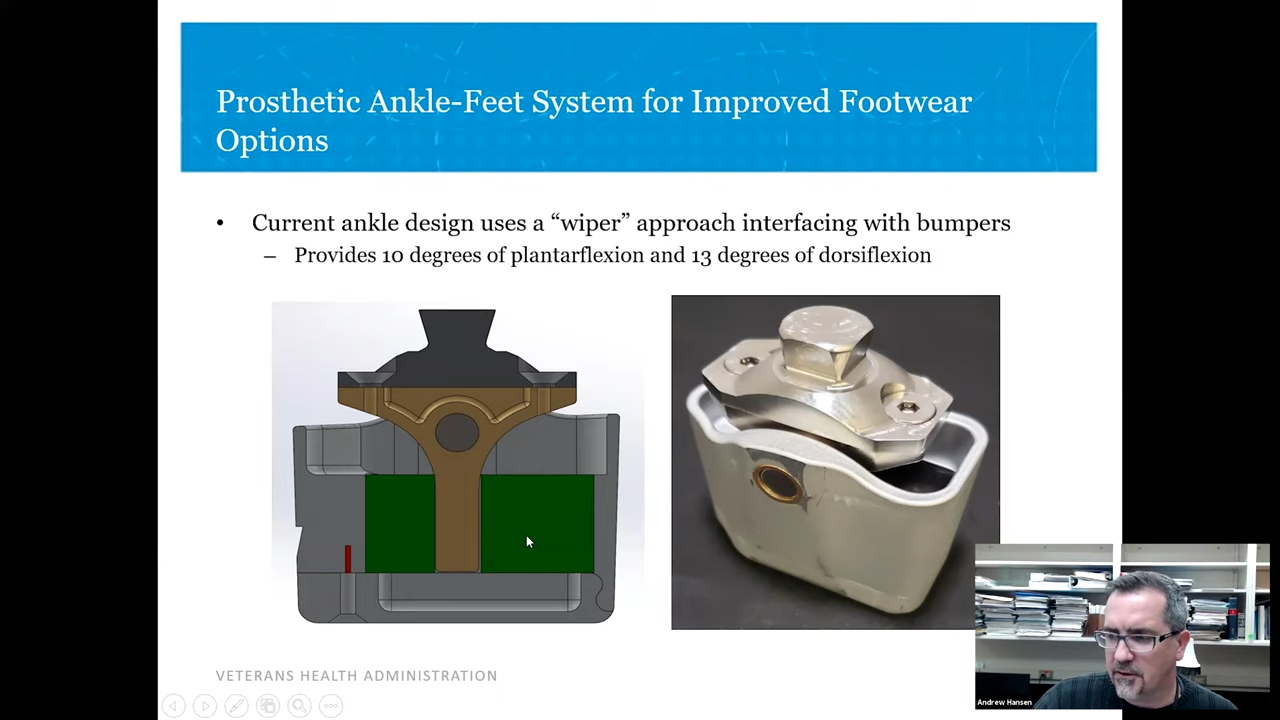 Prosthetic Ankle-Feet System for Improved Footwear
Options
• Current ankle design uses a “wiper” approach interfacing with bumpers
– Provides 10 degrees of plantarflexion and 13 degrees of dorsiflexion
VETERANS HEALTH ADMINISTRATION
Andrew Hansen